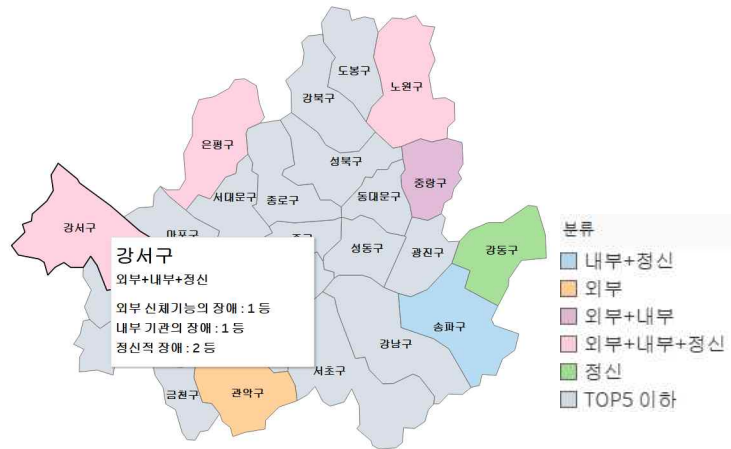 도봉구
노원구
강북구
은평구
성북구
중랑구
서대문구
종로구
동대문구
강서구
마포구
중구
성동구
광진구
강동구
강서구
외부+내부+정신
외부 신체기능의 장애 : 1 등
내부 기관의 장애 : 1 등
정신적 장애 : 2 등
송파구
강남구
서초구
금천구
관악구
분류
내부+정신
외부
외부+내부
외부+내부+정신
정신
TOP5 이하